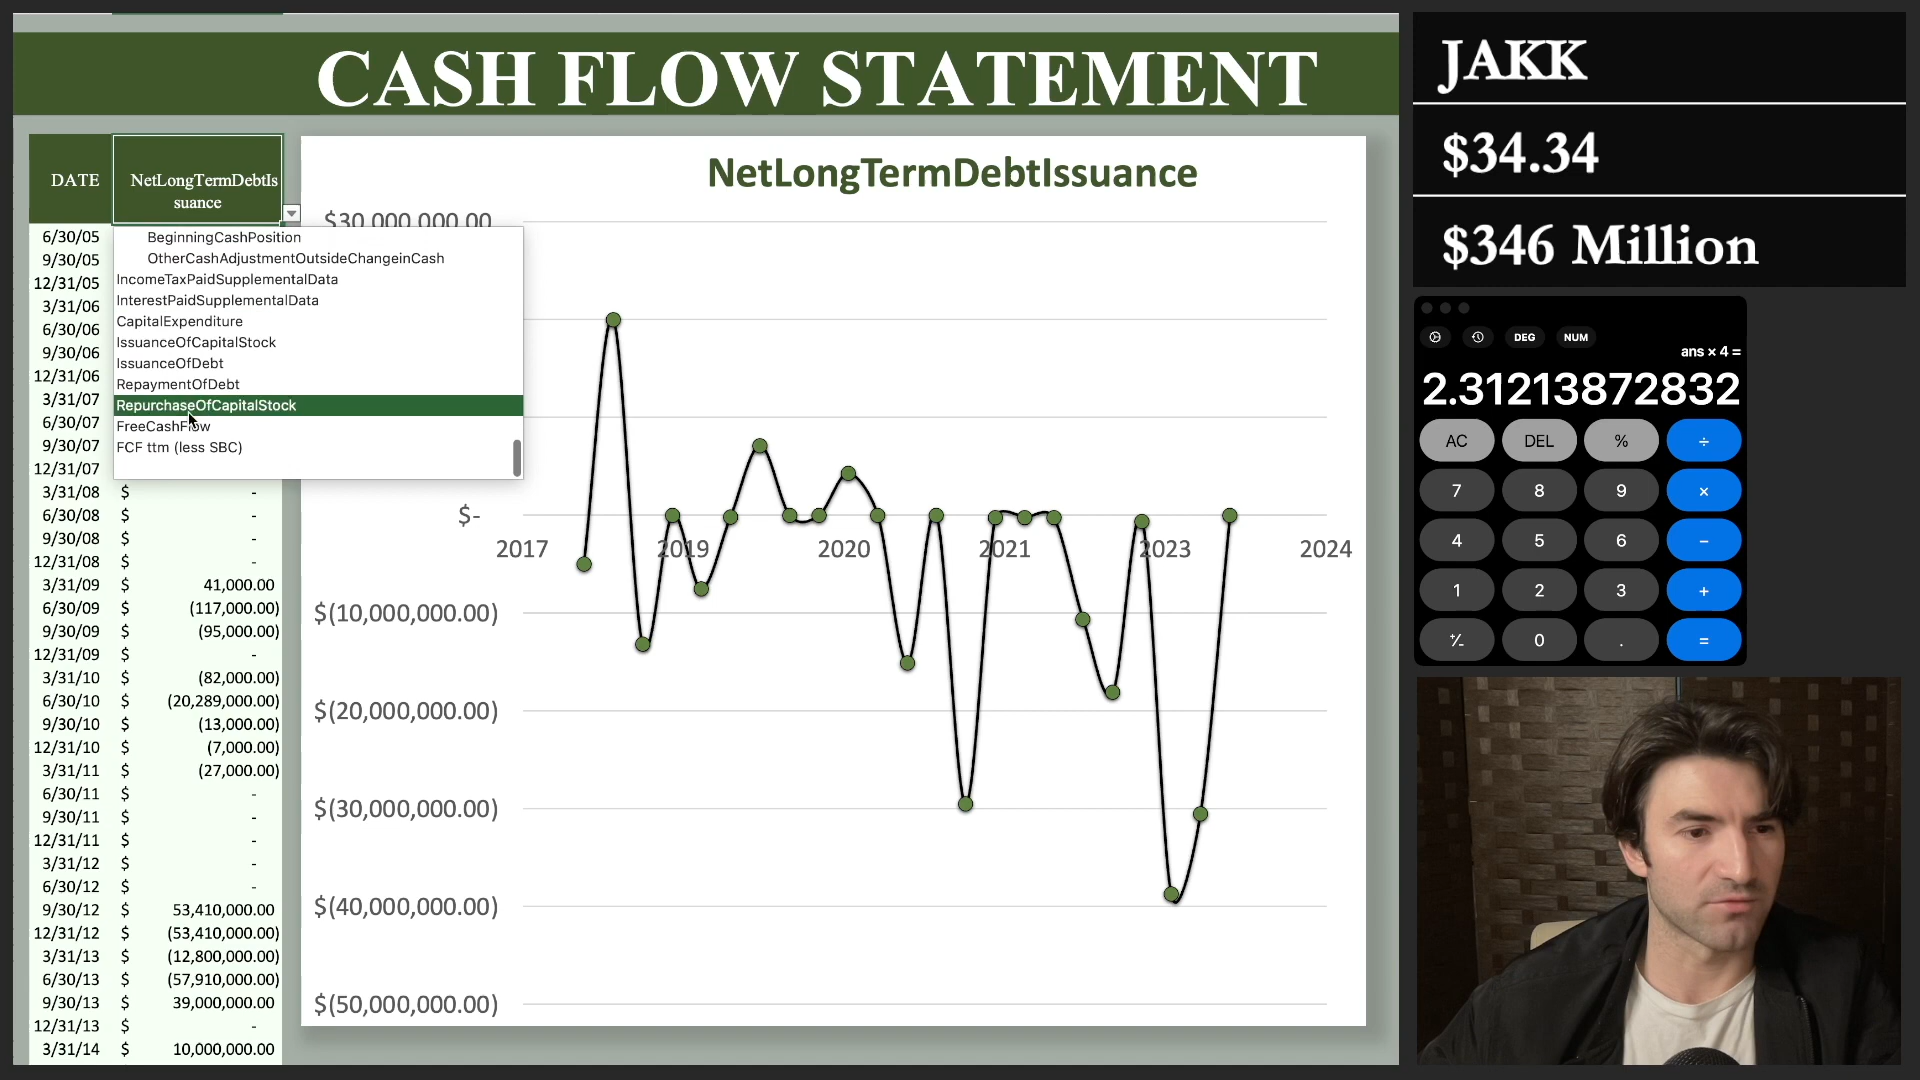 CASH FLOW STATEMENT
DATE
NetLongTermDebtIs
suance
6/30/05
9/30/05
12/31/05
3/31/06
6/30/06
9/30/06
12/31/06
3/31/07
6/30/07
9/30/07
12/31/07
3/31/08 $ -
6/30/08 $ -
9/30/08 $ -
12/31/08 $ -
3/31/09 $ 41,000.00
6/30/09 $ (117,000.00)
9/30/09 $ (95,000.00)
12/31/09 $ -
3/31/10 $ (82,000.00)
6/30/10 $ (20,289,000.00)
9/30/10 $ (13,000.00)
12/31/10 $ (7,000.00)
3/31/11 $ (27,000.00)
6/30/11 $ -
9/30/11 $ -
12/31/11 $ -
3/31/12 $ -
6/30/12 $ -
9/30/12 $ 53,410,000.00
12/31/12 $ (53,410,000.00)
3/31/13 $ (12,800,000.00)
6/30/13 $ (57,910,000.00)
9/30/13 $ 39,000,000.00
12/31/13 $ -
3/31/14 $ 10,000,000.00
BeginningCashPosition
OtherCashAdjustmentOutsideChangeinCash
IncomeTaxPaidSupplementalData
InterestPaidSupplementalData
CapitalExpenditure
IssuanceOfCapitalStock
IssuanceOfDebt
RepaymentOfDebt
RepurchaseOfCapitalStock
FreeCashFlow
FCF ttm (less SBC)
NetLongTermDebtIssuance
$30,000,000.00
$-
2017 2019 2020 2021 2023 2024
$(10,000,000.00)
$(20,000,000.00)
$(30,000,000.00)
$(40,000,000.00)
$(50,000,000.00)
JAKK
$34.34
$346 Million
DEG NUM
ans × 4 =
2.31213872832
AC DEL % ÷
7 8 9 ×
4 5 6 −
1 2 3 +
+/- 0 . =